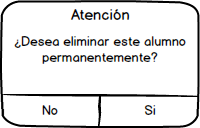 Atención
¿Desea eliminar este alumno
permanentemente?
No
Si